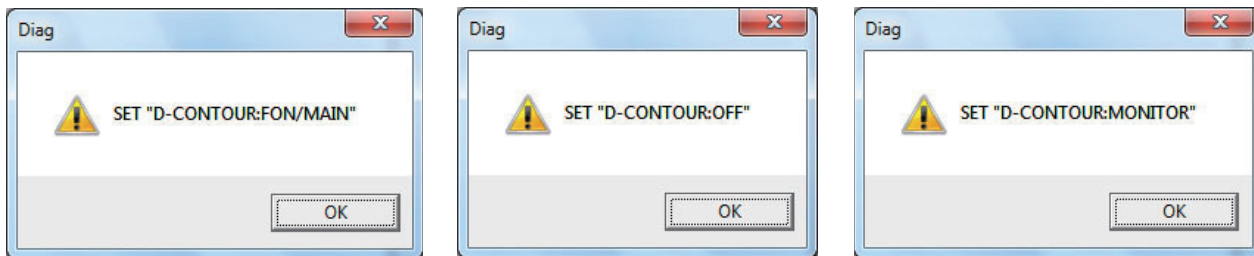 Diag
SET "D-CONTOUR:FON/MAIN"
OK
Diag
SET "D-CONTOUR:OFF"
OK
Diag
SET "D-CONTOUR:MONITOR"
OK